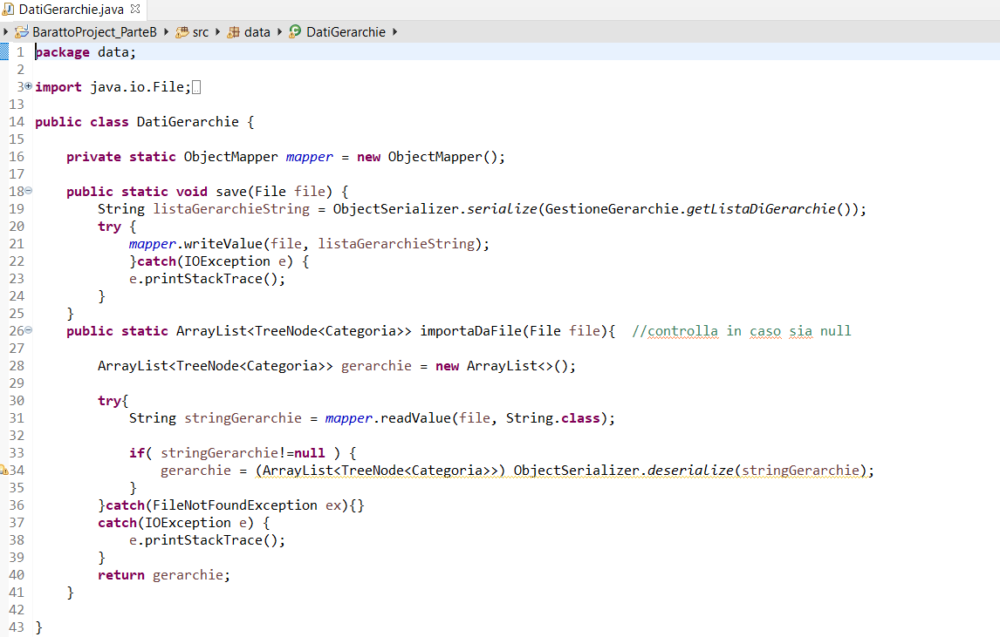 DatiGerarchie.java
BarattoProject_ParteB src data DatiGerarchie
1 package data;
2
3 import java.io.File;
13
14 public class DatiGerarchie {
15
16 private static ObjectMapper mapper = new ObjectMapper();
17
18 public static void save(File file) {
19 String listaGerarchieString = ObjectSerializer.serialize(GestioneGerarchie.getListaDiGerarchie());
20 try {
21 mapper.writeValue(file, listaGerarchieString);
22 }catch(IOException e) {
23 e.printStackTrace();
24 }
25 }
26 public static ArrayList<TreeNode<Categoria>> importaDaFile(File file){ //controlla in caso sia null
27
28 ArrayList<TreeNode<Categoria>> gerarchie = new ArrayList<>();
29
30 try{
31 String stringGerarchie = mapper.readValue(file, String.class);
32
33 if( stringGerarchie!=null ) {
34 gerarchie = (ArrayList<TreeNode<Categoria>>) ObjectSerializer.deserialize(stringGerarchie);
35 }
36 }catch(FileNotFoundException ex){}
37 catch(IOException e) {
38 e.printStackTrace();
39 }
40 return gerarchie;
41 }
42
43 }